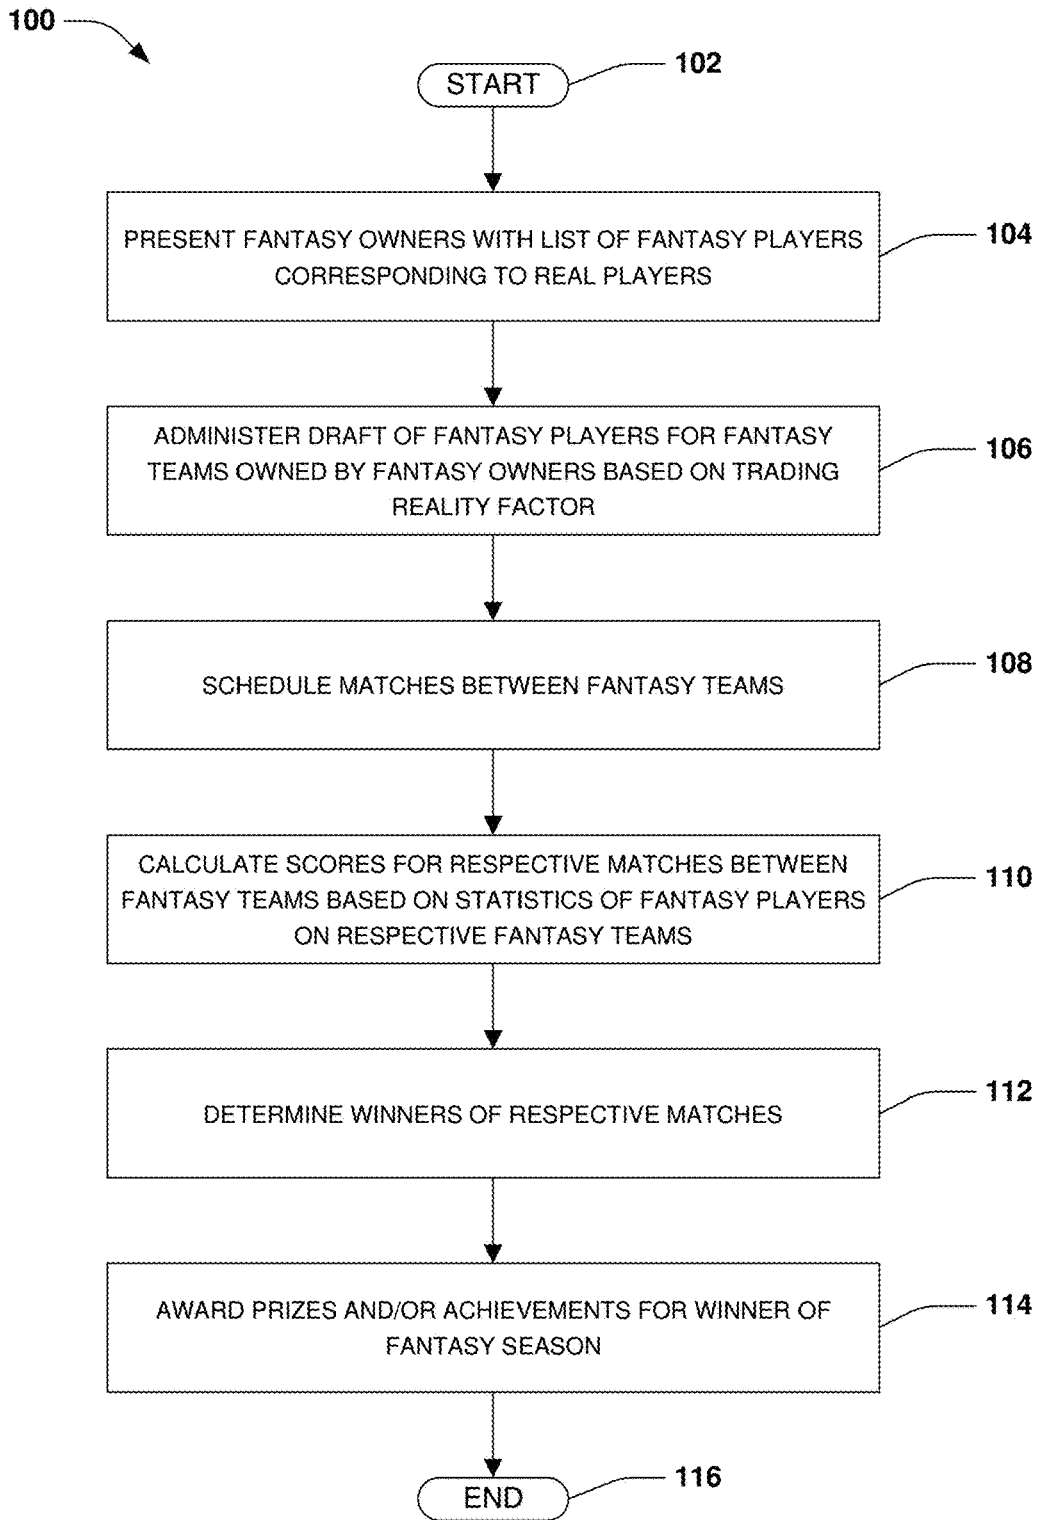 100
START
102
PRESENT FANTASY OWNERS WITH LIST OF FANTASY PLAYERS
CORRESPONDING TO REAL PLAYERS
104
ADMINISTER DRAFT OF FANTASY PLAYERS FOR FANTASY
TEAMS OWNED BY FANTASY OWNERS BASED ON TRADING
REALITY FACTOR
106
SCHEDULE MATCHES BETWEEN FANTASY TEAMS
108
CALCULATE SCORES FOR RESPECTIVE MATCHES BETWEEN
FANTASY TEAMS BASED ON STATISTICS OF FANTASY PLAYERS
ON RESPECTIVE FANTASY TEAMS
110
DETERMINE WINNERS OF RESPECTIVE MATCHES
112
AWARD PRIZES AND/OR ACHIEVEMENTS FOR WINNER OF
FANTASY SEASON
114
END
116